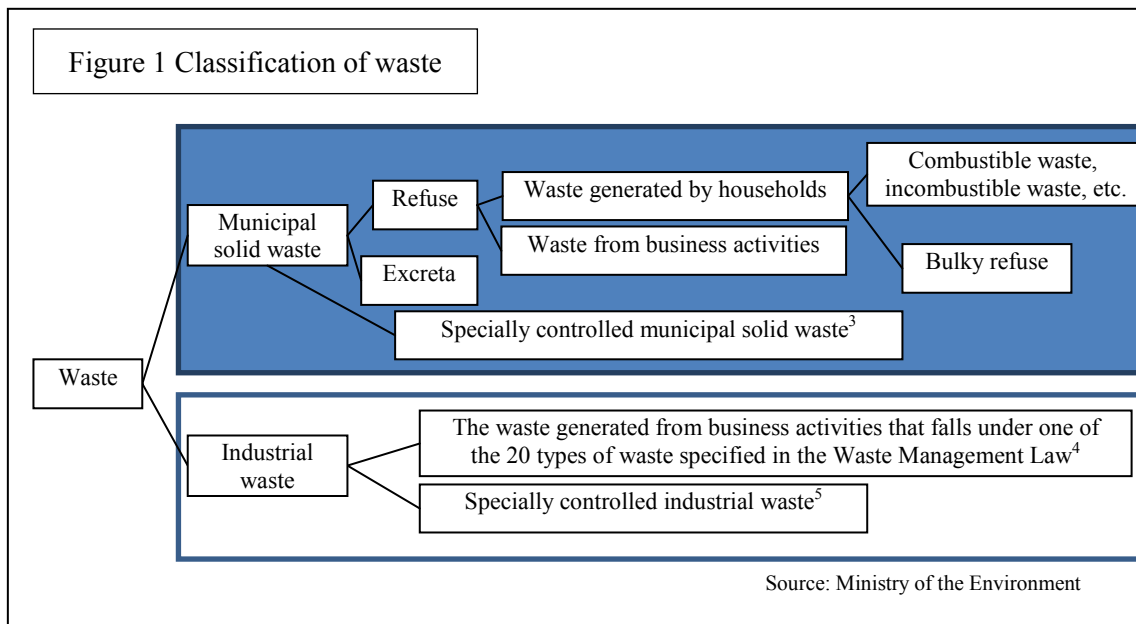 Figure 1 Classification of waste
Combustible waste,
incombustible waste, etc.
Waste generated by households
Refuse
Municipal
solid waste
Waste from business activities
Bulky refuse
Excreta
Specially controlled municipal solid waste3
Waste
The waste generated from business activities that falls under one of
the 20 types of waste specified in the Waste Management Law4
Industrial
waste
Specially controlled industrial waste5
Source: Ministry of the Environment